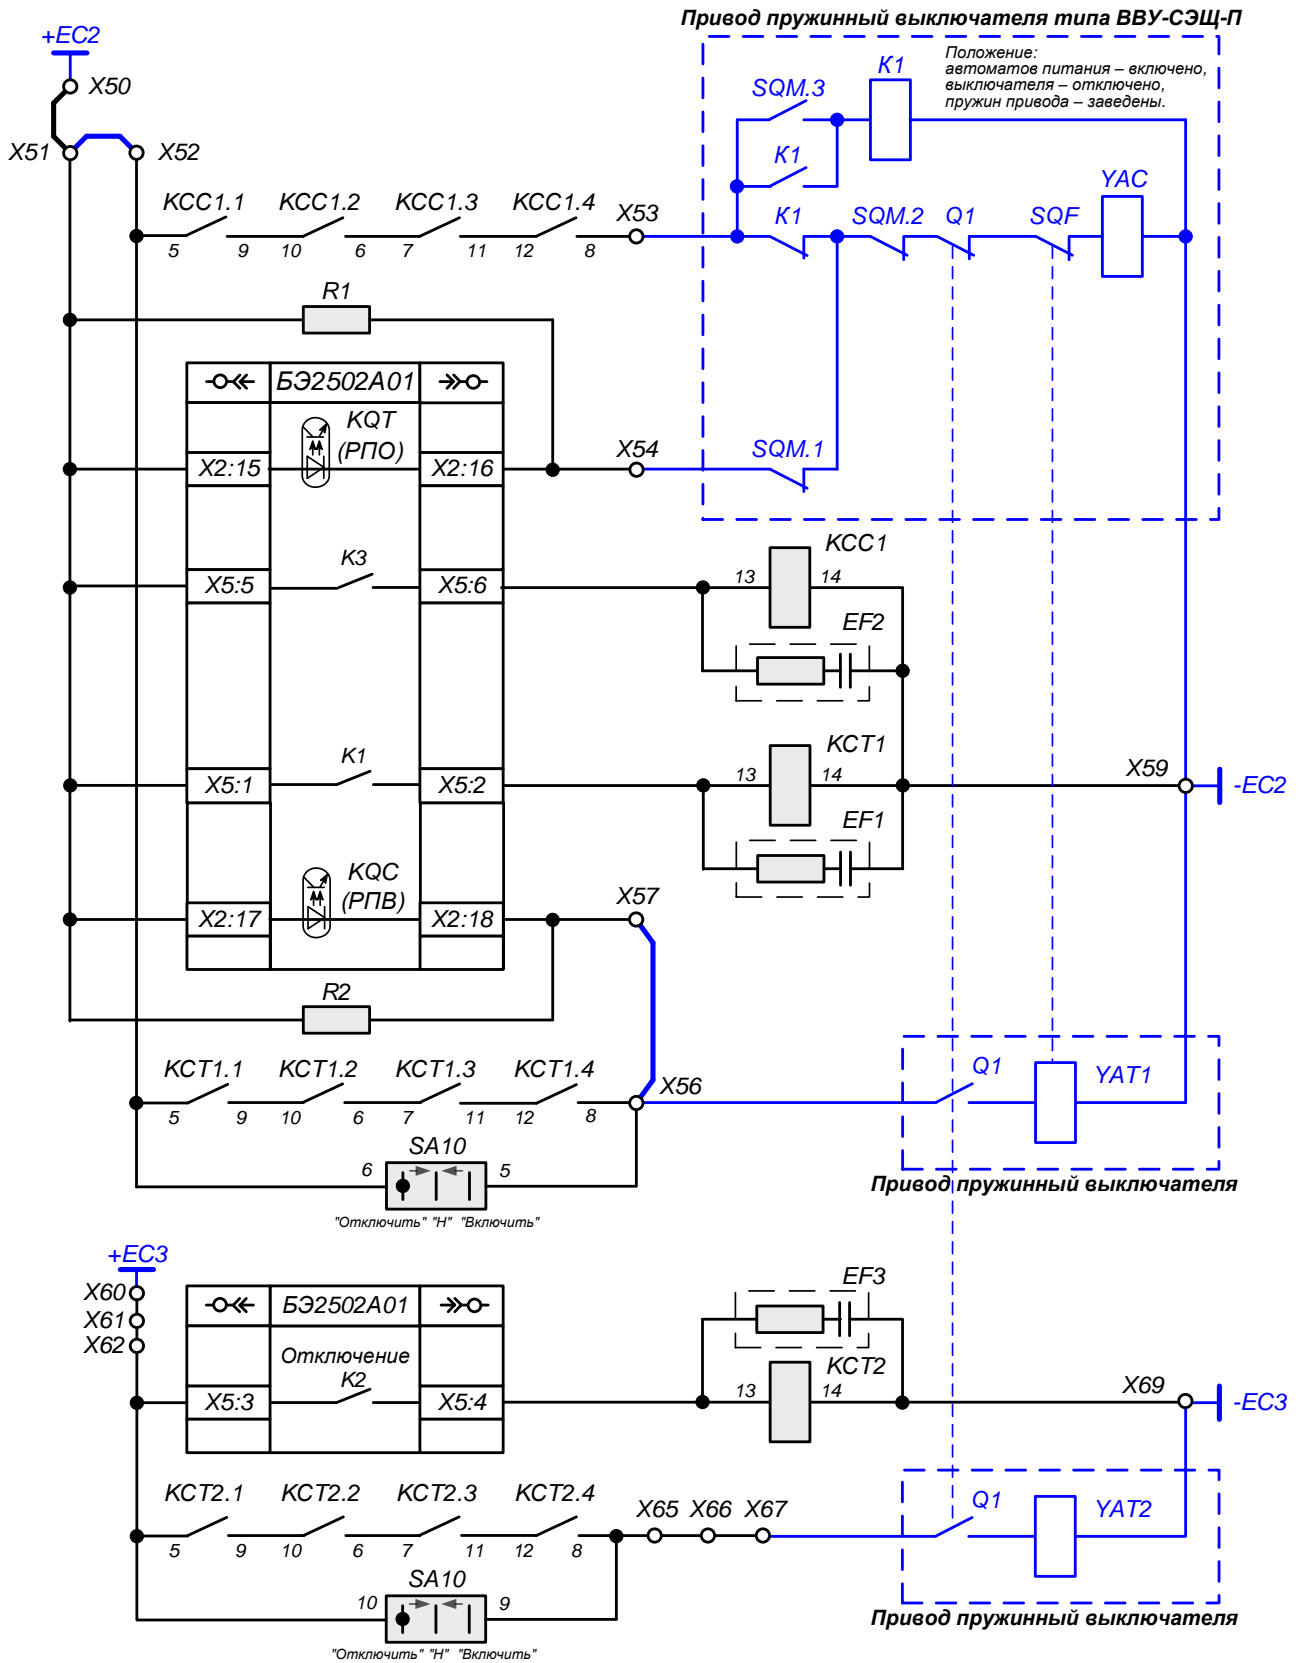 Привод пружинный выключателя типа ВВУ-СЭЩ-П
+EC2
X50
X51
X52
Положение:
автоматов питания – включено,
выключателя – отключено,
пружин привода – заведены.
SQM.3
K1
K1
YAC
KCC1.1
KCC1.2
KCC1.3
KCC1.4
X53
K1
SQM.2
Q1
SQF
5
9
10
6
7
11
12
8
R1
БЭ2502А01
KQT
(РПО)
X2:15
X2:16
X54
SQM.1
KCC1
X5:5
K3
X5:6
13
14
EF2
KCT1
X5:1
K1
X5:2
13
14
X59
-EC2
EF1
KQC
(РПВ)
X2:17
X2:18
X57
R2
KCT1.1
KCT1.2
KCT1.3
KCT1.4
X56
Q1
YAT1
5
9
10
6
7
11
12
8
SA10
6
5
"Отключить" "Н" "Включить"
Привод пружинный выключателя
+EC3
X60
X61
X62
БЭ2502А01
EF3
Отключение
K2
X5:3
X5:4
KCT2
13
14
X69
-EC3
KCT2.1
KCT2.2
KCT2.3
KCT2.4
X65
X66
X67
Q1
YAT2
5
9
10
6
7
11
12
8
SA10
10
9
"Отключить" "Н" "Включить"
Привод пружинный выключателя